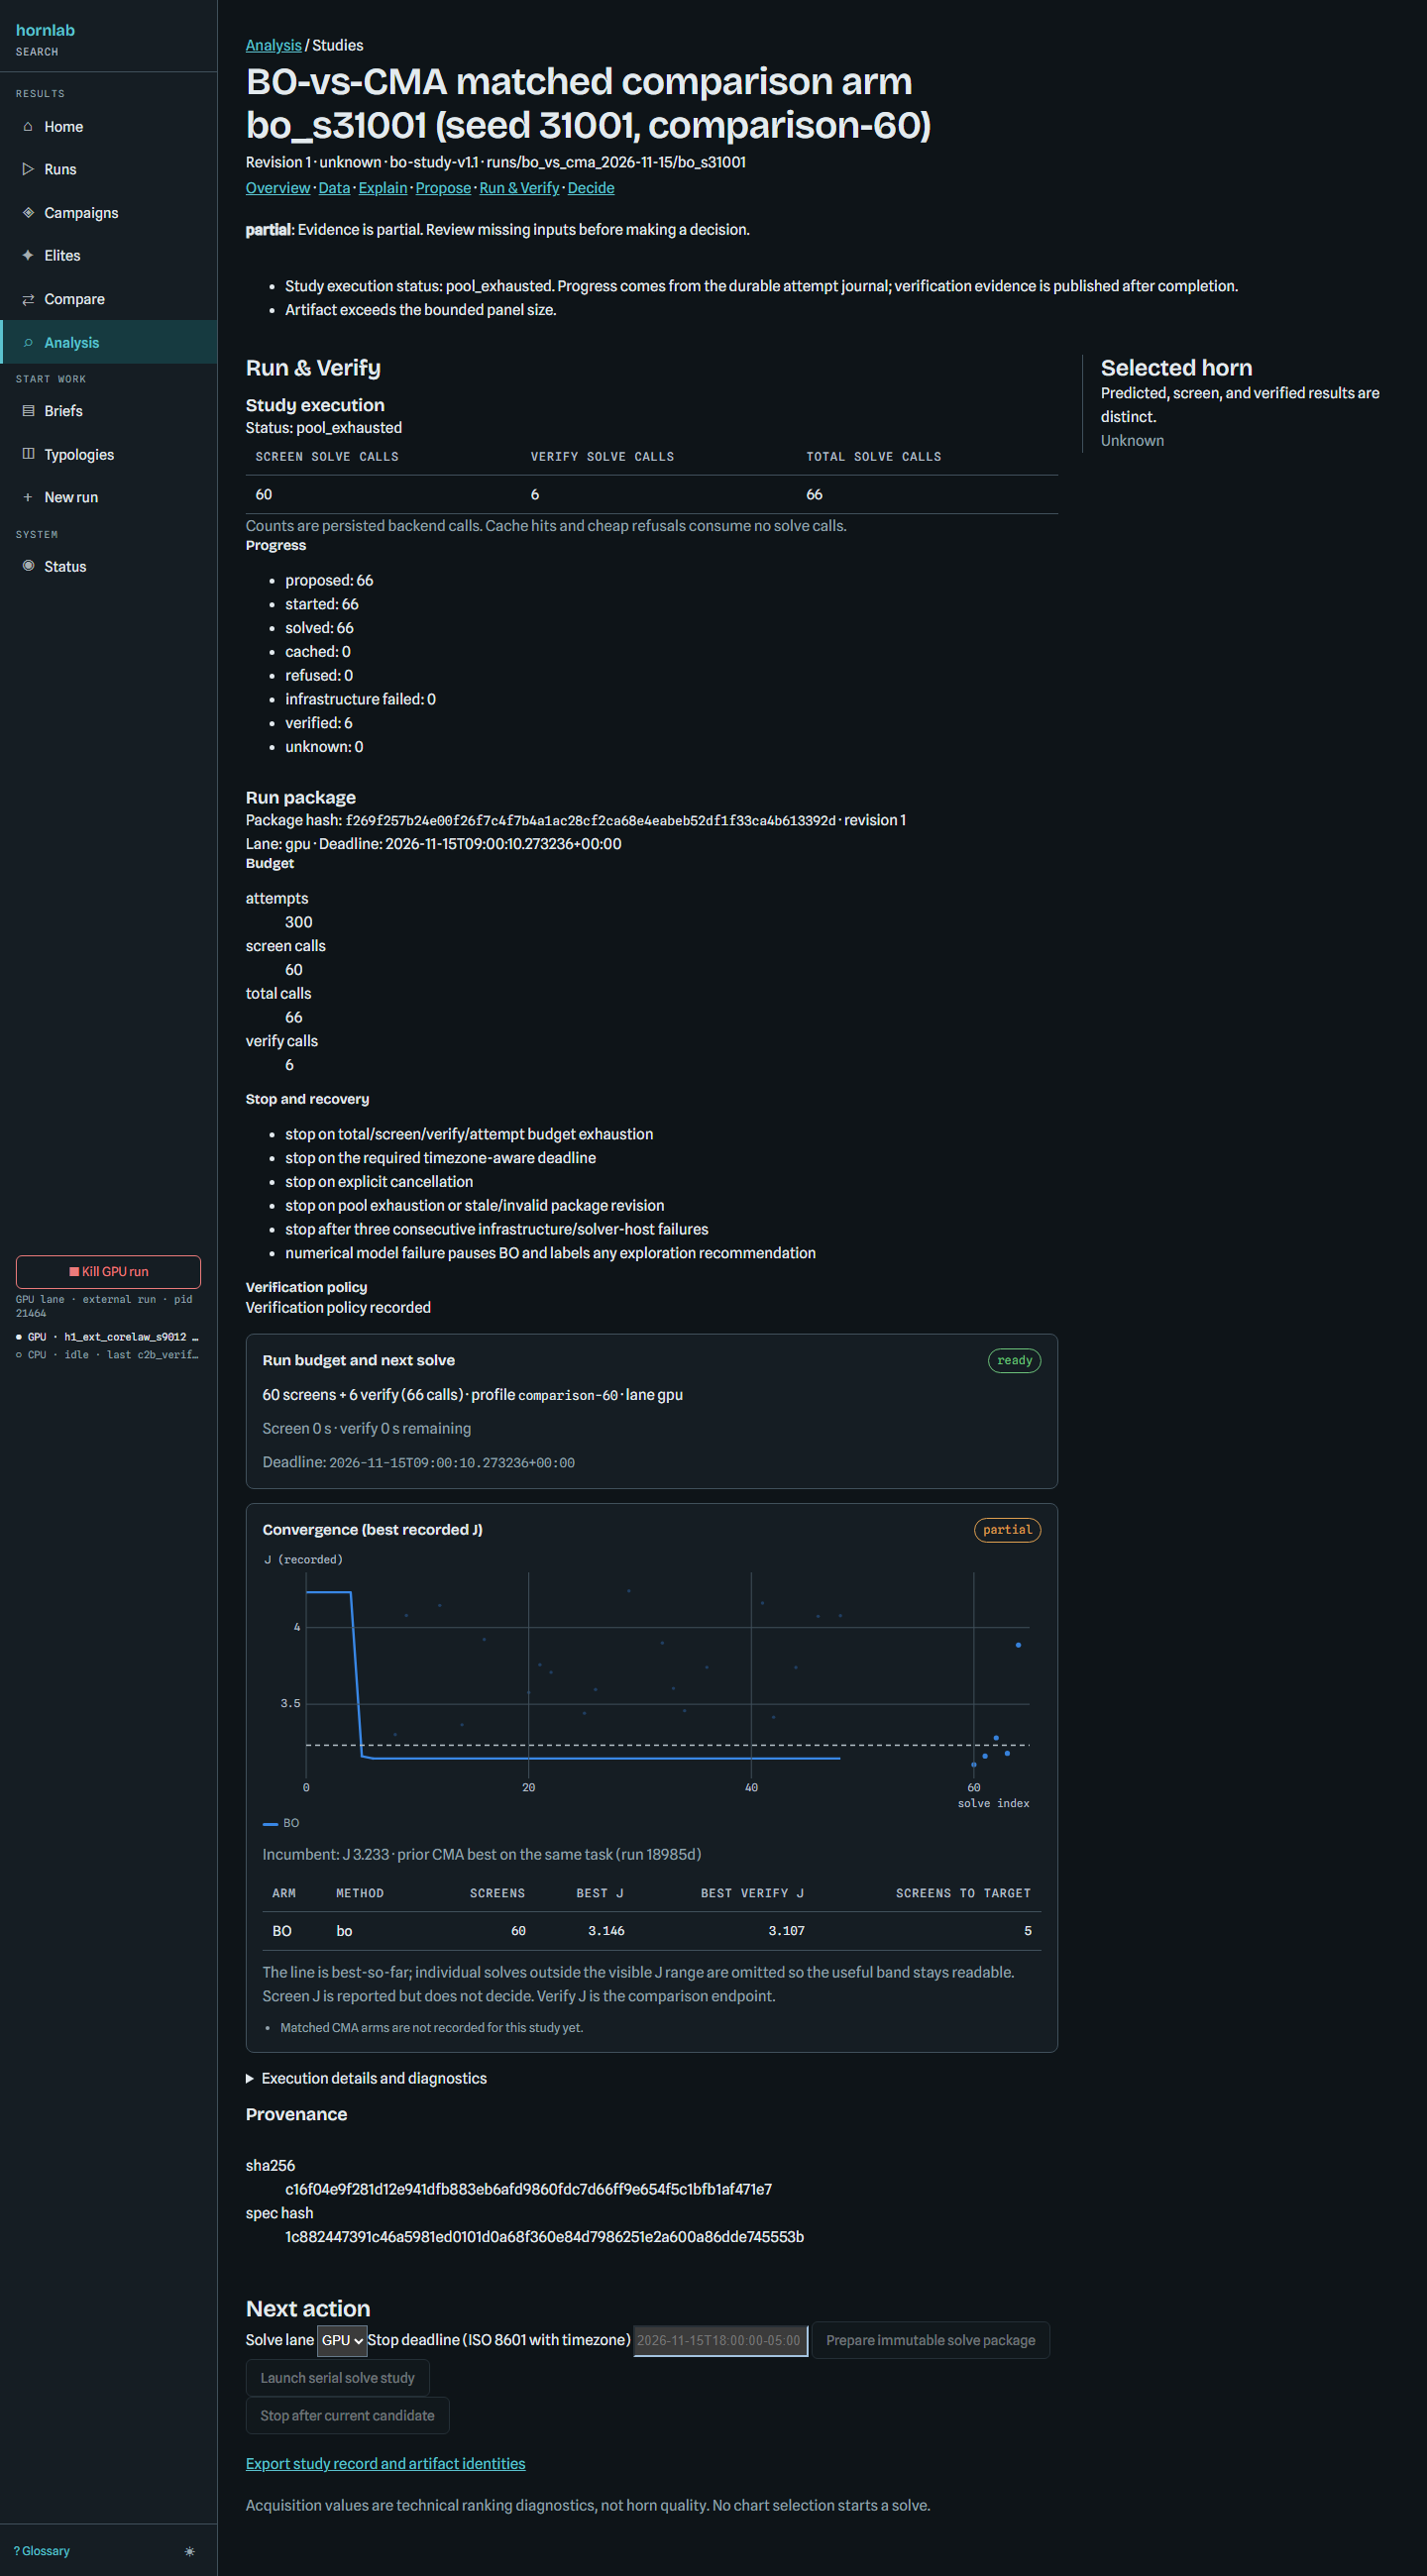 hornlab
SEARCH
RESULTS
Home
Runs
Campaigns
Elites
Compare
Analysis
START WORK
Briefs
Typologies
New run
SYSTEM
Status
Kill GPU run
GPU lane · external run · pid
21464
GPU · h1_ext_corelaw_s9012 …
CPU · idle · last c2b_verif…
? Glossary
Analysis / Studies
BO-vs-CMA matched comparison arm
bo_s31001 (seed 31001, comparison-60)
Revision 1 · unknown · bo-study-v1.1 · runs/bo_vs_cma_2026-11-15/bo_s31001
Overview · Data · Explain · Propose · Run & Verify · Decide
partial: Evidence is partial. Review missing inputs before making a decision.
Study execution status: pool_exhausted. Progress comes from the durable attempt journal; verification evidence is published after completion.
Artifact exceeds the bounded panel size.
Run & Verify
Study execution
Status: pool_exhausted
SCREEN SOLVE CALLS VERIFY SOLVE CALLS TOTAL SOLVE CALLS
60 6 66
Counts are persisted backend calls. Cache hits and cheap refusals consume no solve calls.
Progress
proposed: 66
started: 66
solved: 66
cached: 0
refused: 0
infrastructure failed: 0
verified: 6
unknown: 0
Run package
Package hash: f269f257b24e00f26f7c4f7b4a1ac28cf2ca68e4eabeb52df1f33ca4b613392d · revision 1
Lane: gpu · Deadline: 2026-11-15T09:00:10.273236+00:00
Budget
attempts
300
screen calls
60
total calls
66
verify calls
6
Stop and recovery
stop on total/screen/verify/attempt budget exhaustion
stop on the required timezone-aware deadline
stop on explicit cancellation
stop on pool exhaustion or stale/invalid package revision
stop after three consecutive infrastructure/solver-host failures
numerical model failure pauses BO and labels any exploration recommendation
Verification policy
Verification policy recorded
Run budget and next solve ready
60 screens + 6 verify (66 calls) · profile comparison-60 · lane gpu
Screen 0 s · verify 0 s remaining
Deadline: 2026-11-15T09:00:10.273236+00:00
Convergence (best recorded J) partial
J (recorded)
4
3.5
0 20 40 60
solve index
BO
Incumbent: J 3.233 · prior CMA best on the same task (run 18985d)
ARM METHOD SCREENS BEST J BEST VERIFY J SCREENS TO TARGET
BO bo 60 3.146 3.107 5
The line is best-so-far; individual solves outside the visible J range are omitted so the useful band stays readable.
Screen J is reported but does not decide. Verify J is the comparison endpoint.
Matched CMA arms are not recorded for this study yet.
Execution details and diagnostics
Provenance
sha256
c16f04e9f281d12e941dfb883eb6afd9860fdc7d66ff9e654f5c1bfb1af471e7
spec hash
1c882447391c46a5981ed0101d0a68f360e84d7986251e2a600a86dde745553b
Next action
Solve lane GPU Stop deadline (ISO 8601 with timezone) 2026-11-15T18:00:00-05:00 Prepare immutable solve package
Launch serial solve study
Stop after current candidate
Export study record and artifact identities
Acquisition values are technical ranking diagnostics, not horn quality. No chart selection starts a solve.
Selected horn
Predicted, screen, and verified results are
distinct.
Unknown